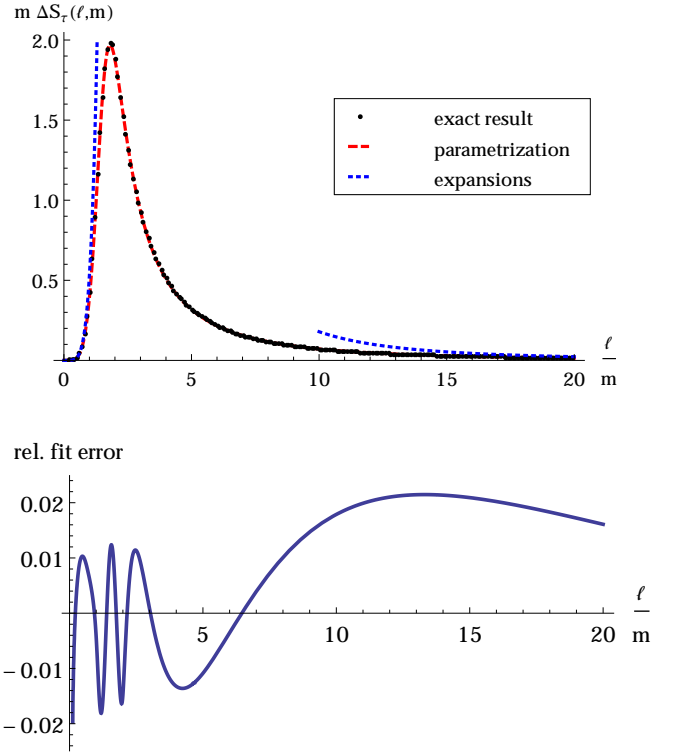 m ΔS_τ(ℓ,m)
2.0
1.5
1.0
0.5
exact result
parametrization
expansions
0 5 10 15 20
ℓ
m
rel. fit error
0.02
0.01
−0.01
−0.02
5 10 15 20
ℓ
m